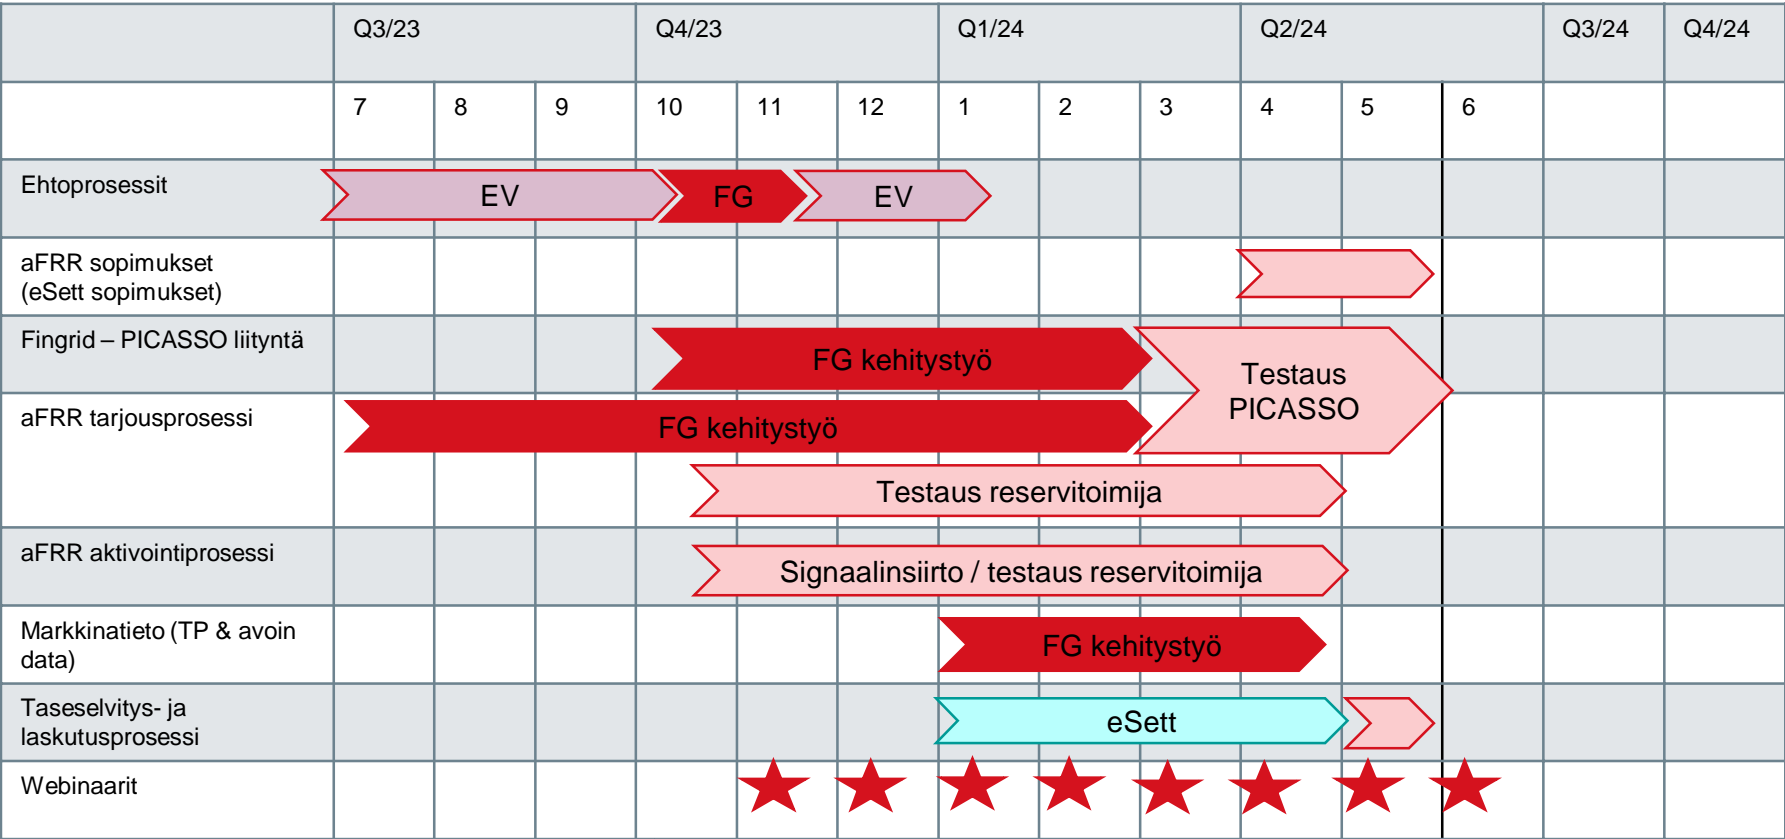 Q3/23
Q4/23
Q1/24
Q2/24
Q3/24
Q4/24
7
8
9
10
11
12
1
2
3
4
5
6
Ehtoprosessit
EV
FG
EV
aFRR sopimukset
(eSett sopimukset)
Fingrid – PICASSO liityntä
FG kehitystyö
Testaus
PICASSO
aFRR tarjousprosessi
FG kehitystyö
Testaus reservitoimija
aFRR aktivointiprosessi
Signaalinsiirto / testaus reservitoimija
Markkinatieto (TP & avoin
data)
FG kehitystyö
Taseselvitys- ja
laskutusprosessi
eSett
Webinaarit